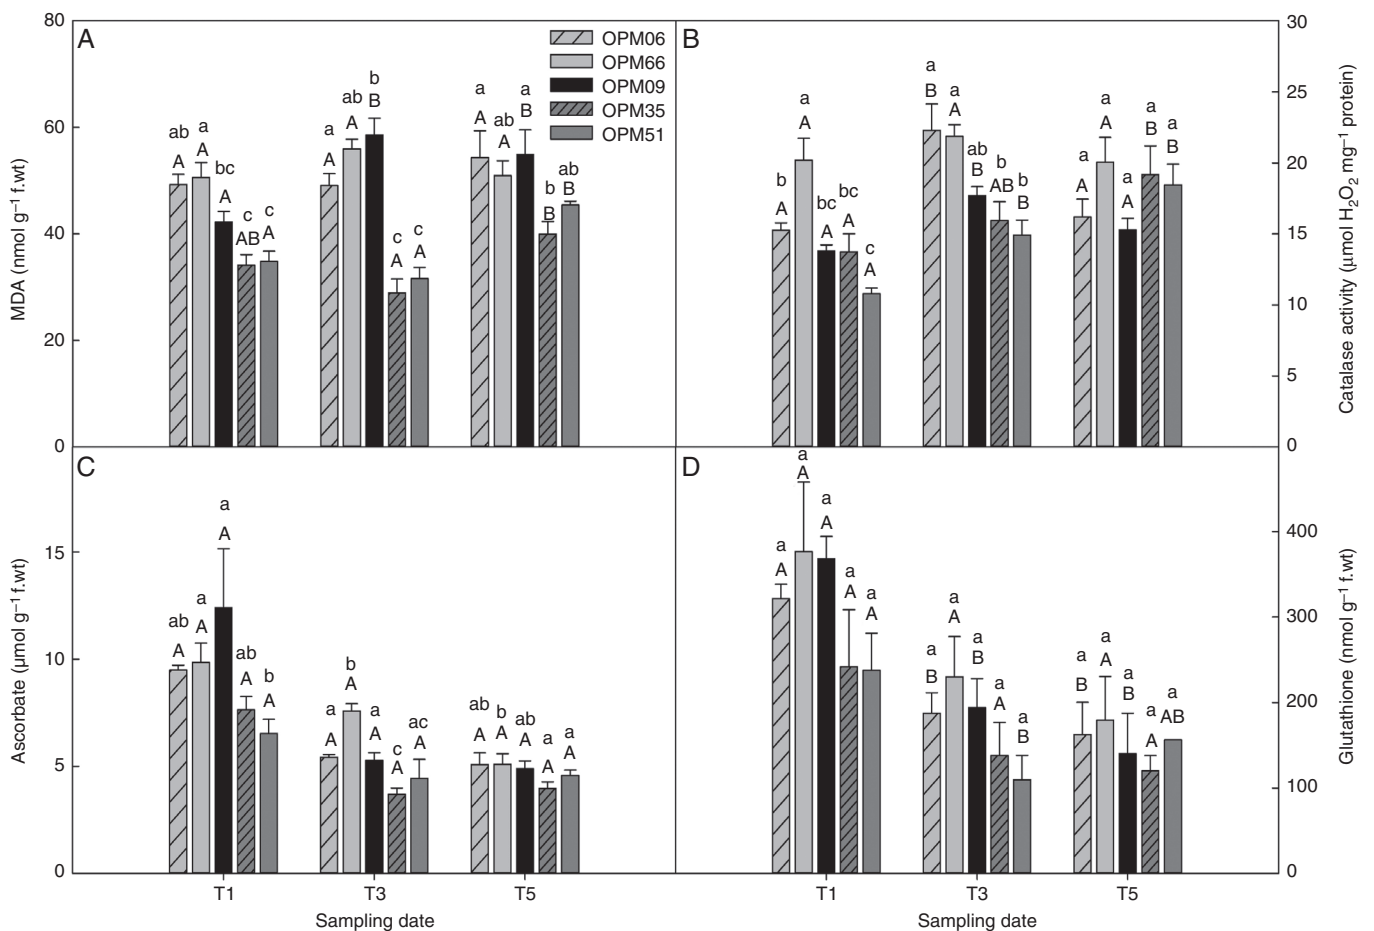 A
80
60
40
20
0
MDA (nmol g⁻¹ f.wt)
OPM06
OPM66
OPM09
OPM35
OPM51
ab a bc c c
A A A AB A
a ab b c c
A A B A A
a ab a b ab
A A B B B
B
30
25
20
15
10
5
0
Catalase activity (µmol H₂O₂ mg⁻¹ protein)
b a bc bc c
A A A A A
a a ab b b
B A B AB B
a a a a a
A A A B B
C
15
10
5
0
Ascorbate (µmol g⁻¹ f.wt)
ab a a ab b
A A A A A
a b a c ac
A A A A A
ab b ab a a
A A A A A
T1 T3 T5
Sampling date
D
400
300
200
100
0
Glutathione (nmol g⁻¹ f.wt)
a a a a a
A A A A A
a a a a a
B A B A B
a a a a a
B A B A AB
T1 T3 T5
Sampling date